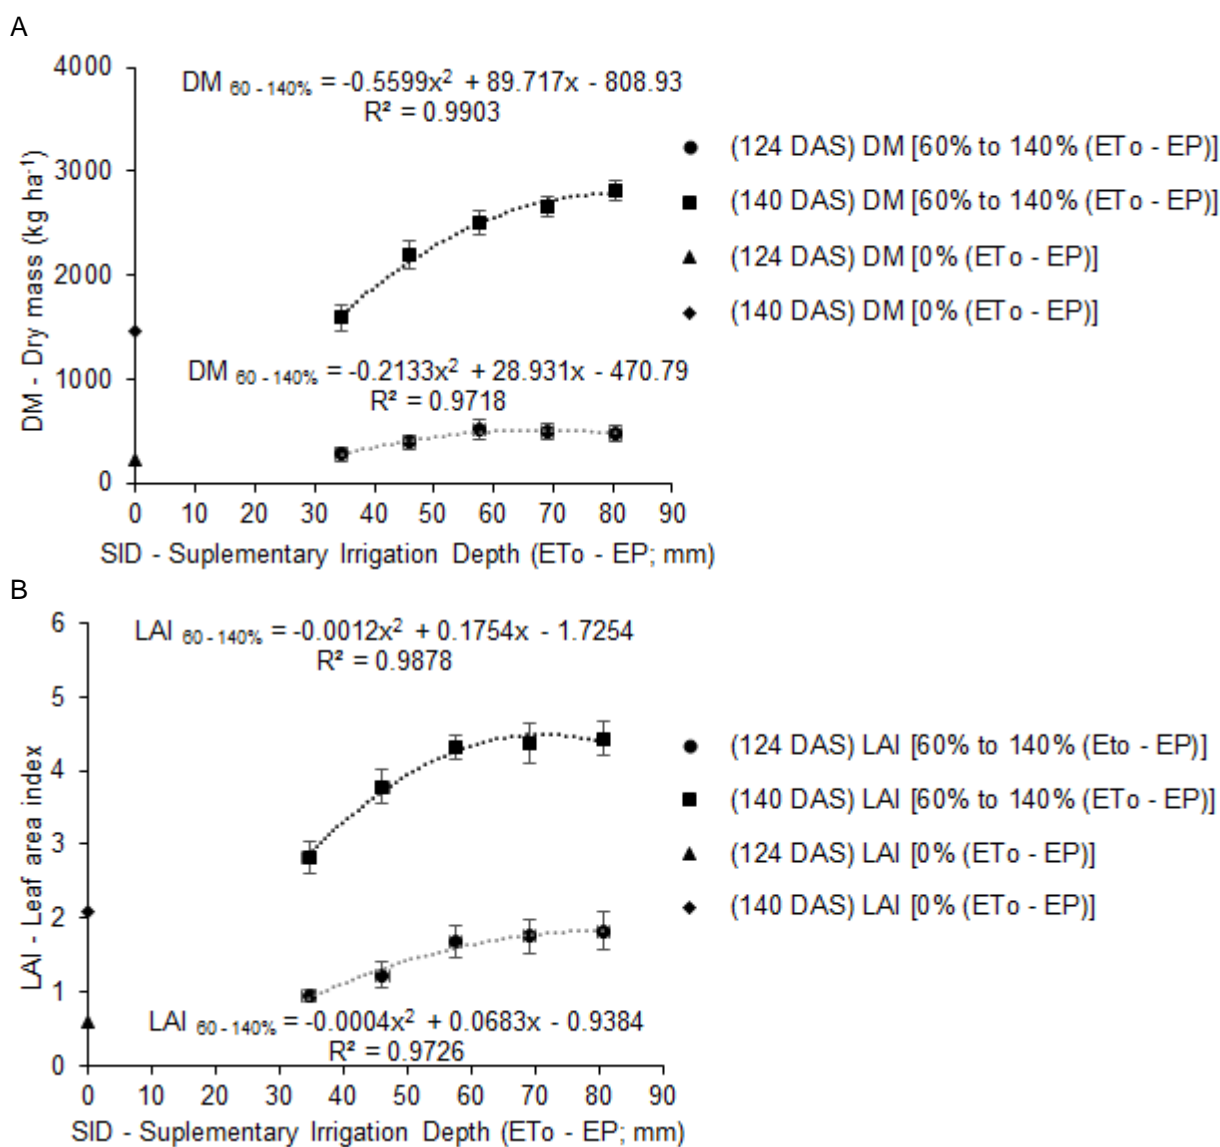 A
DM 60 - 140% = -0.5599x² + 89.717x - 808.93
R² = 0.9903
4000
3000
2000
1000
0
DM - Dry mass (kg ha⁻¹)
DM 60 - 140% = -0.2133x² + 28.931x - 470.79
R² = 0.9718
0 10 20 30 40 50 60 70 80 90
SID - Suplementary Irrigation Depth (ETo - EP; mm)
(124 DAS) DM [60% to 140% (ETo - EP)]
(140 DAS) DM [60% to 140% (ETo - EP)]
(124 DAS) DM [0% (ETo - EP)]
(140 DAS) DM [0% (ETo - EP)]
B
LAI 60 - 140% = -0.0012x² + 0.1754x - 1.7254
R² = 0.9878
6
5
4
3
2
1
0
LAI - Leaf area index
LAI 60 - 140% = -0.0004x² + 0.0683x - 0.9384
R² = 0.9726
0 10 20 30 40 50 60 70 80 90
SID - Suplementary Irrigation Depth (ETo - EP; mm)
(124 DAS) LAI [60% to 140% (Eto - EP)]
(140 DAS) LAI [60% to 140% (ETo - EP)]
(124 DAS) LAI [0% (ETo - EP)]
(140 DAS) LAI [0% (ETo - EP)]